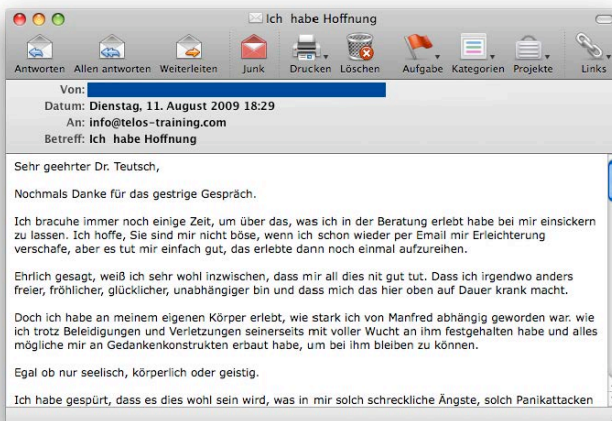 Ich habe Hoffnung
Antworten Allen antworten Weiterleiten Junk Drucken Löschen Aufgabe Kategorien Projekte Links
Von:
Datum: Dienstag, 11. August 2009 18:29
An: info@telos-training.com
Betreff: Ich habe Hoffnung
Sehr geehrter Dr. Teutsch,
Nochmals Danke für das gestrige Gespräch.
Ich bracuhe immer noch einige Zeit, um über das, was ich in der Beratung erlebt habe bei mir einsickern
zu lassen. Ich hoffe, Sie sind mir nicht böse, wenn ich schon wieder per Email mir Erleichterung
verschafe, aber es tut mir einfach gut, das erlebte dann noch einmal aufzureihen.
Ehrlich gesagt, weiß ich sehr wohl inzwischen, dass mir all dies nit gut tut. Dass ich irgendwo anders
freier, fröhlicher, glücklicher, unabhängiger bin und dass mich das hier oben auf Dauer krank macht.
Doch ich habe an meinem eigenen Körper erlebt, wie stark ich von Manfred abhängig geworden war. wie
ich trotz Beleidigungen und Verletzungen seinerseits mit voller Wucht an ihm festgehalten habe und alles
mögliche mir an Gedankenkonstrukten erbaut habe, um bei ihm bleiben zu können.
Egal ob nur seelisch, körperlich oder geistig.
Ich habe gespürt, dass es dies wohl sein wird, was in mir solch schreckliche Ängste, solch Panikattacken